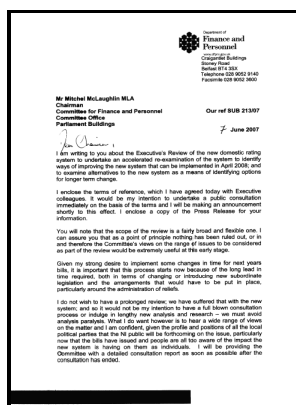 Department of
Finance and
Personnel
www.dfpni.gov.uk
Craigantlet Buildings
Stoney Road
Belfast BT4 3SX
Telephone 028 9052 9140
Facsimile 028 9052 3600
Mr Mitchel McLaughlin MLA
Chairman
Committee for Finance and Personnel
Committee Office
Parliament Buildings
Our ref SUB 213/07
7 June 2007
Dear Chairman,
I am writing to you about the Executive's Review of the new domestic rating
system to undertake an accelerated re-examination of the system to identify
ways of improving the new system that can be implemented in April 2008; and
to examine alternatives to the new system as a means of identifying options
for longer term change.
I enclose the terms of reference, which I have agreed today with Executive
colleagues. It would be my intention to undertake a public consultation
immediately on the basis of the terms and I will be making an announcement
shortly to this effect. I enclose a copy of the Press Release for your
information.
You will note that the scope of the review is a fairly broad and flexible one. I
can assure you that as a point of principle nothing has been ruled out, or in
and therefore the Committee's views on the range of issues to be considered
as part of the review would be extremely useful at this early stage.
Given my strong desire to implement some changes in time for next years
bills, it is important that this process starts now because of the long lead in
time required, both in terms of changing or introducing new subordinate
legislation and the arrangements that would have to be put in place,
particularly around the administration of reliefs.
I do not wish to have a prolonged review; we have suffered that with the new
system; and so it would not be my intention to have a full blown consultation
process or indulge in lengthy new analysis and research – we must avoid
analysis paralysis. What I do want however is to hear a wide range of views
on the matter and I am confident, given the profile and positions of all the local
political parties that the NI public will be forthcoming on the issue, particularly
now that the bills have issued and people are all too aware of the impact the
new system is having on them as individuals. I will be providing the
Committee with a detailed consultation report as soon as possible after the
consultation has ended.